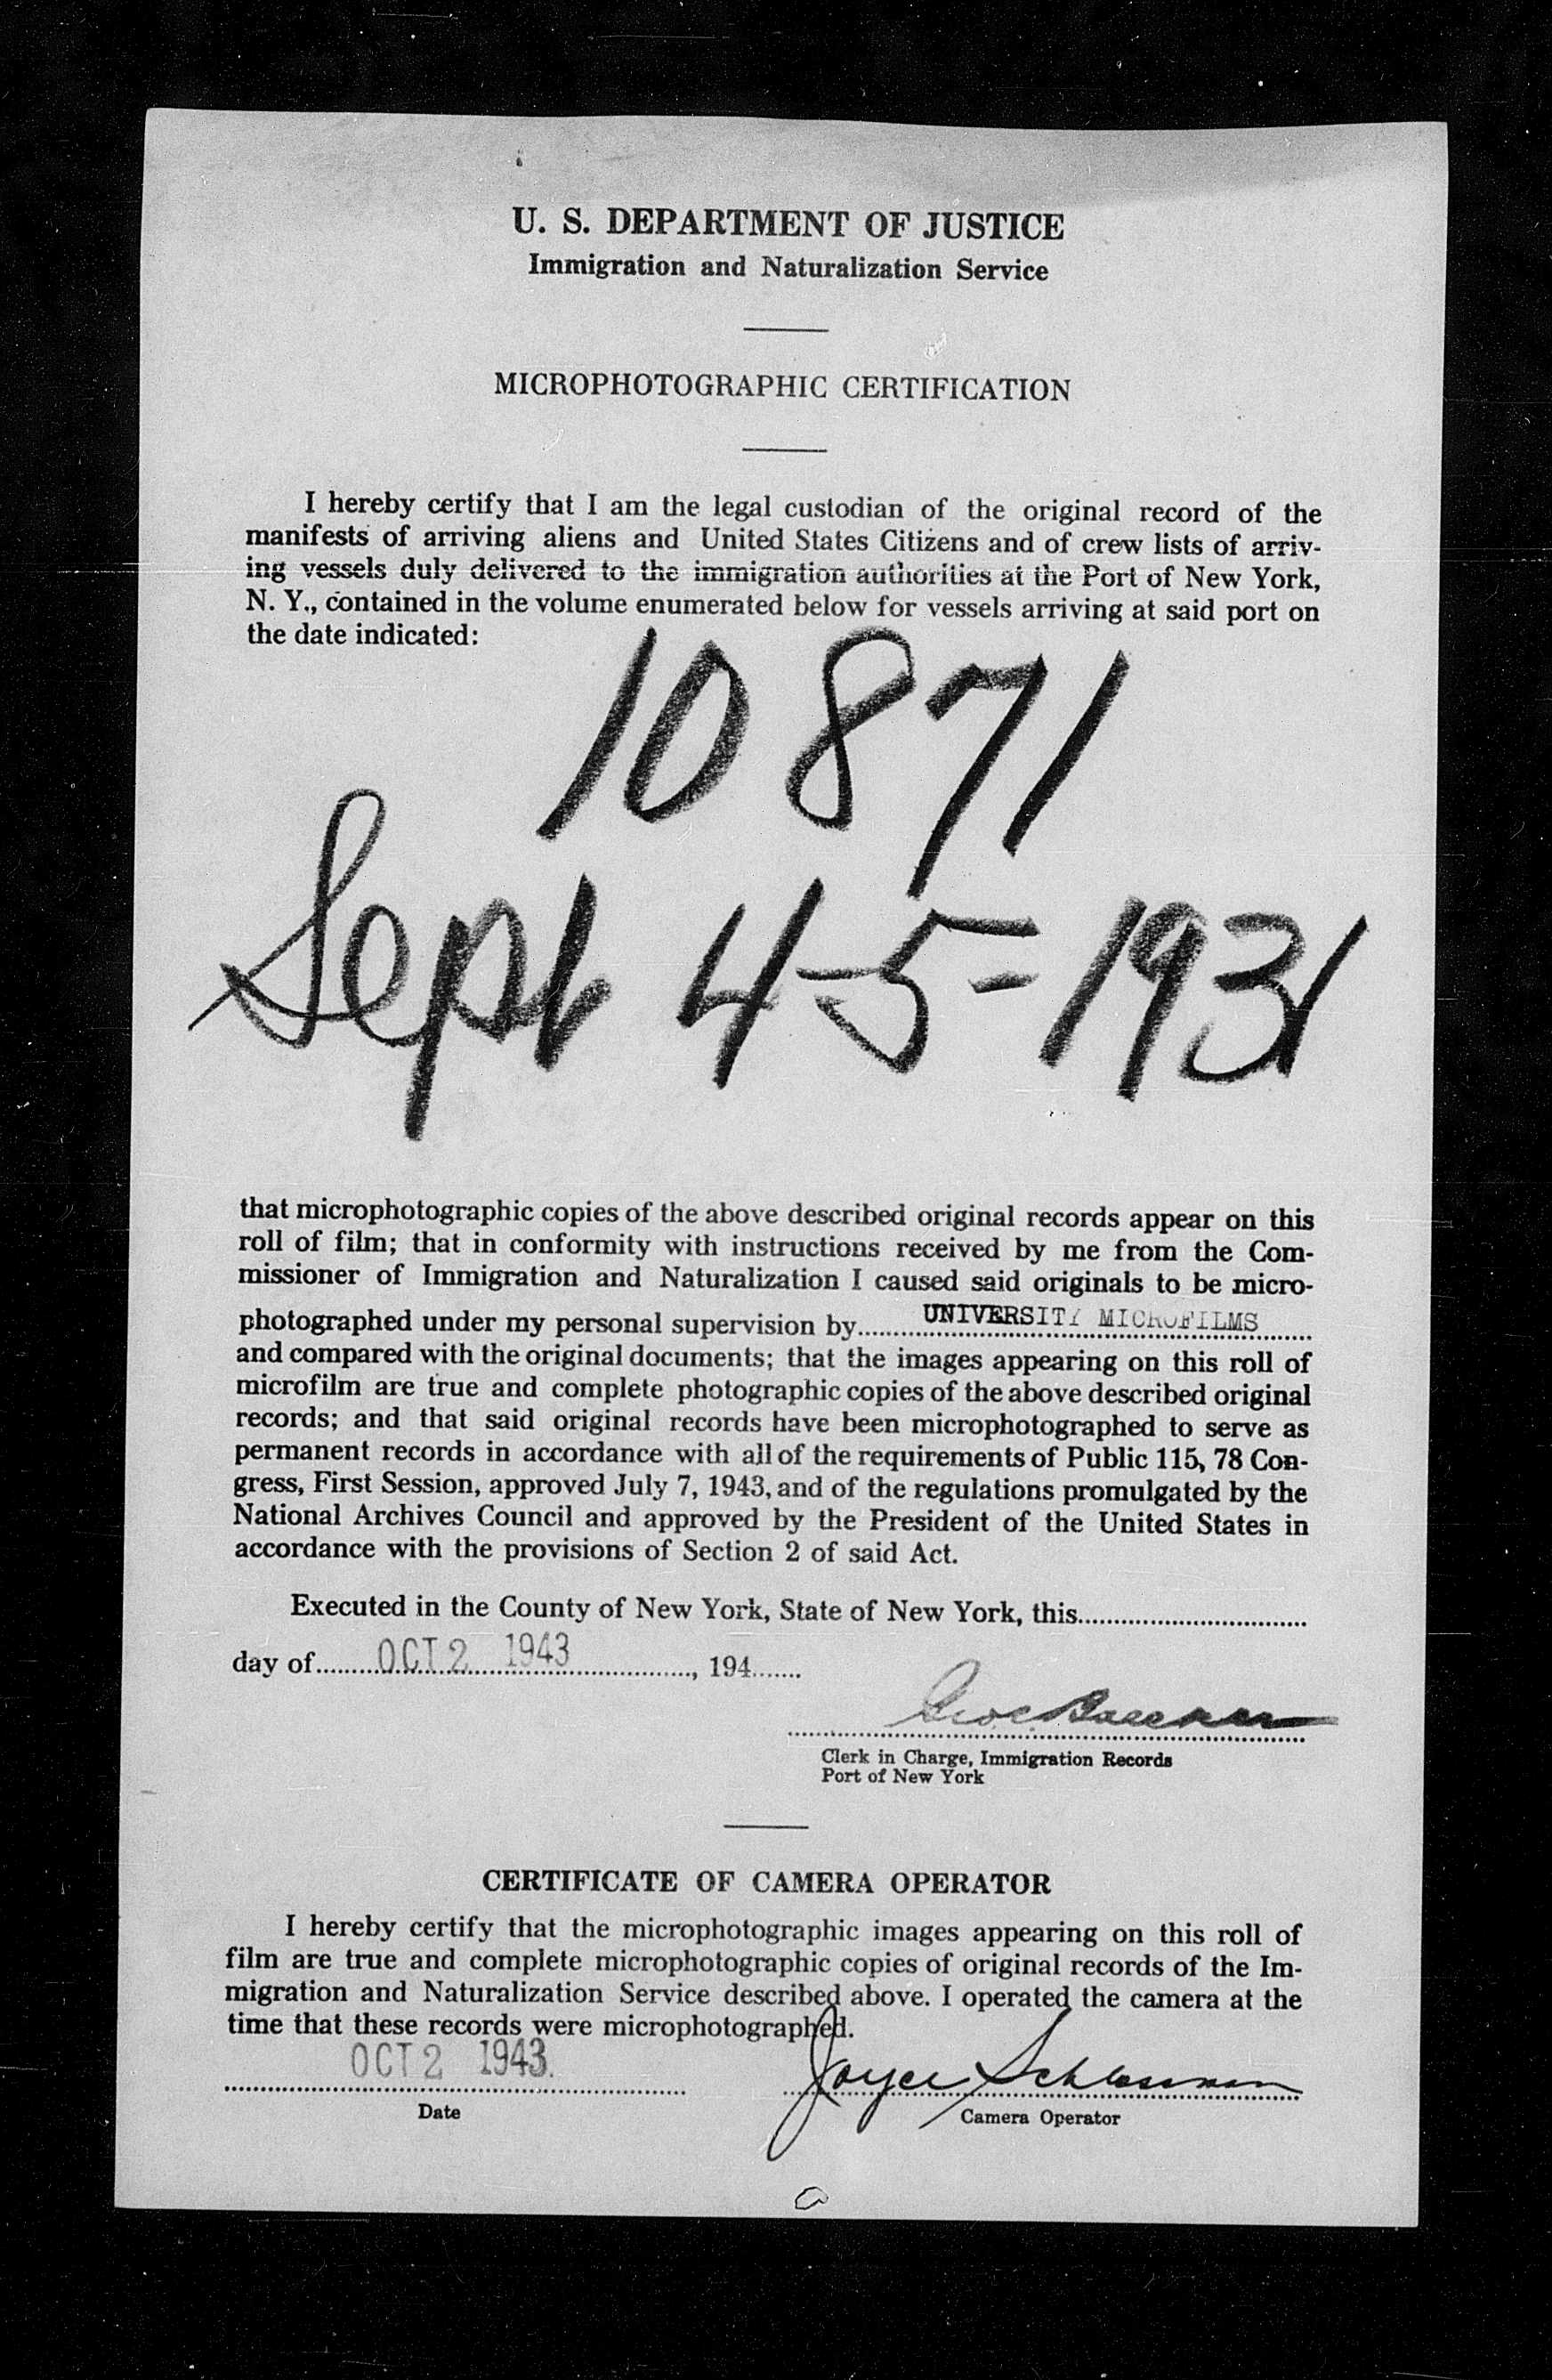 U. S. DEPARTMENT OF JUSTICE
Immigration and Naturalization Service
MICROPHOTOGRAPHIC CERTIFICATION
I hereby certify that I am the legal custodian of the original record of the
manifests of arriving aliens and United States Citizens and of crew lists of arriv-
ing vessels duly delivered to the immigration authorities at the Port of New York,
N. Y., contained in the volume enumerated below for vessels arriving at said port on
the date indicated:
10871
Sept 4-5-1931
that microphotographic copies of the above described original records appear on this
roll of film; that in conformity with instructions received by me from the Com-
missioner of Immigration and Naturalization I caused said originals to be micro-
photographed under my personal supervision by UNIVERSITY MICROFILMS
and compared with the original documents; that the images appearing on this roll of
microfilm are true and complete photographic copies of the above described original
records; and that said original records have been microphotographed to serve as
permanent records in accordance with all of the requirements of Public 115, 78 Con-
gress, First Session, approved July 7, 1943, and of the regulations promulgated by the
National Archives Council and approved by the President of the United States in
accordance with the provisions of Section 2 of said Act.
Executed in the County of New York, State of New York, this
day of OCT 2 1943, 194
Clerk in Charge, Immigration Records
Port of New York
CERTIFICATE OF CAMERA OPERATOR
I hereby certify that the microphotographic images appearing on this roll of
film are true and complete microphotographic copies of original records of the Im-
migration and Naturalization Service described above. I operated the camera at the
time that these records were microphotographed.
OCT 2 1943. Joyce Schlossman
Date Camera Operator